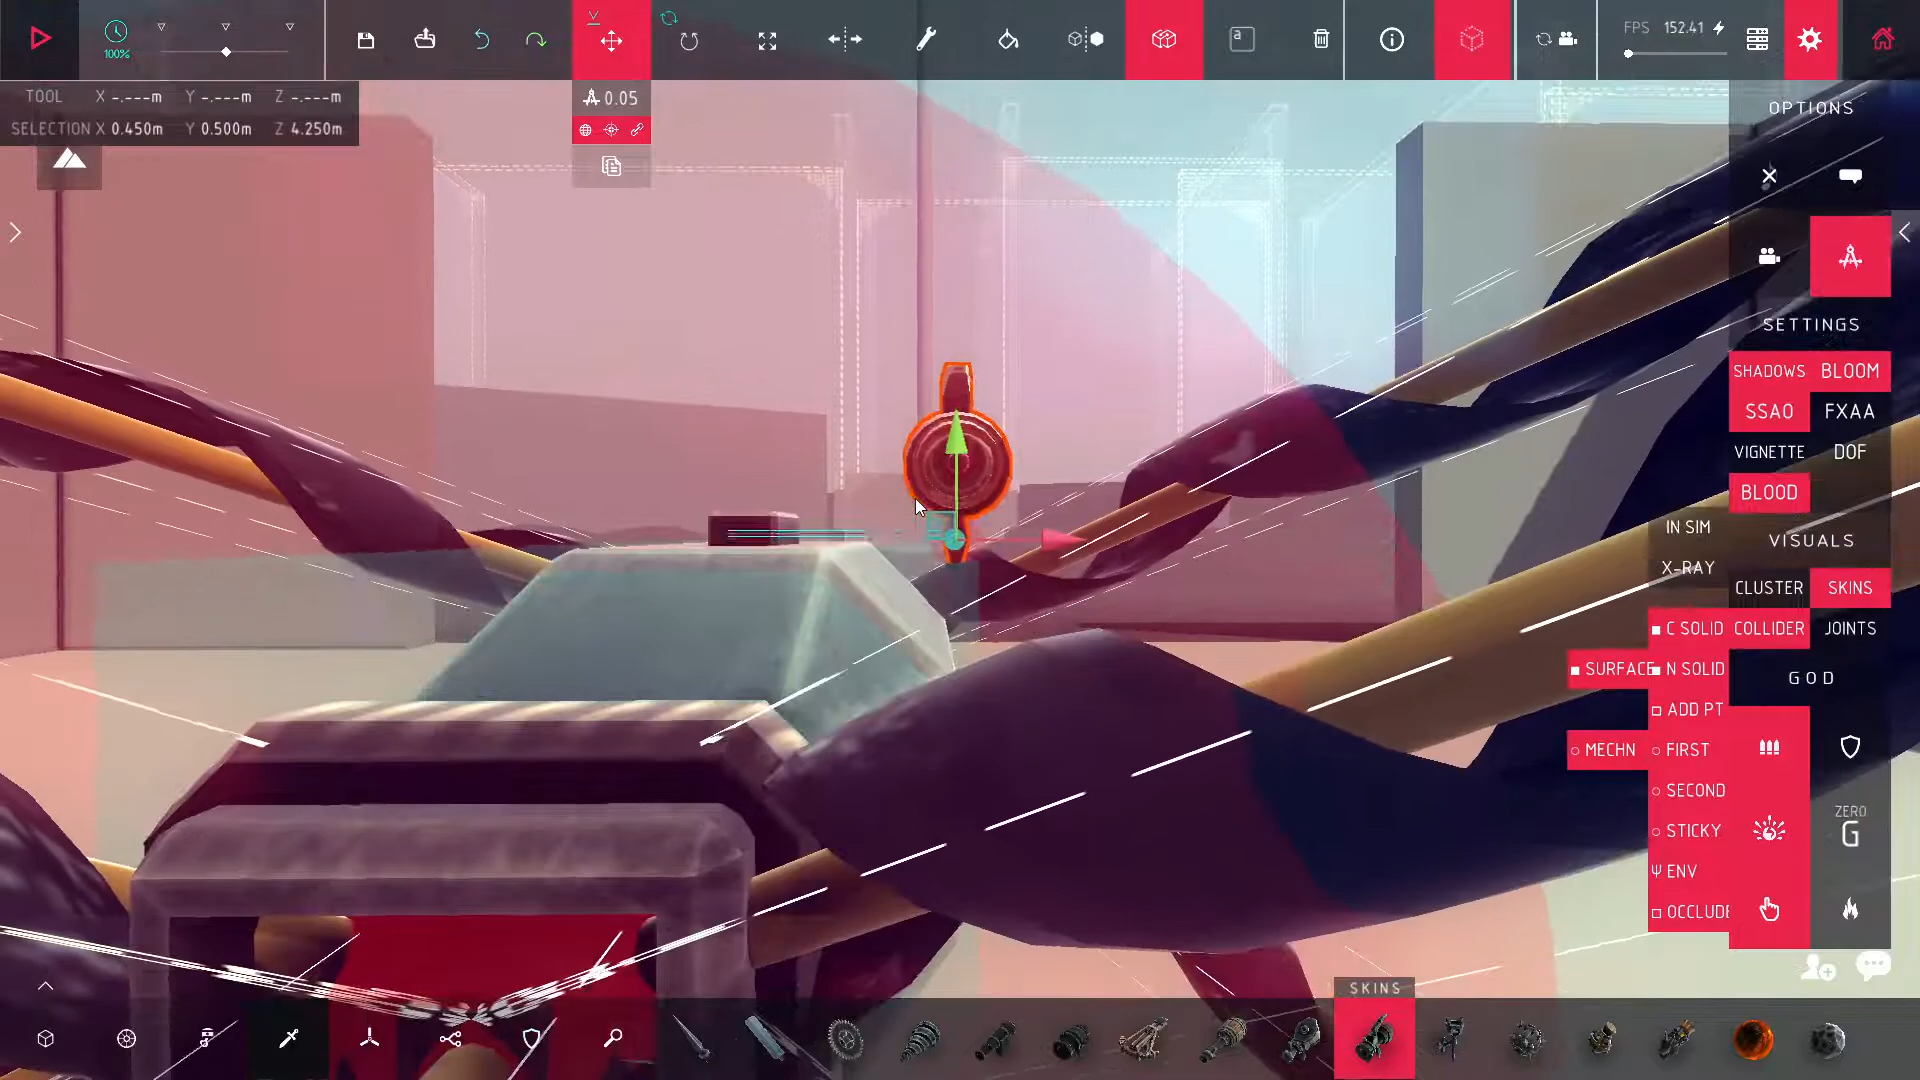 100%
FPS 152.41
TOOL X -.---m Y -.---m Z -.---m
SELECTION X 0.450m Y 0.500m Z 4.250m
0.05
a
OPTIONS
SETTINGS
SHADOWS BLOOM
SSAO FXAA
VIGNETTE DOF
BLOOD
IN SIM
VISUALS
X-RAY
CLUSTER SKINS
C SOLID COLLIDER JOINTS
SURFACE N SOLID
GOD
ADD PT
MECHN FIRST
SECOND
ZERO
G
STICKY
ENV
OCCLUDE
SKINS